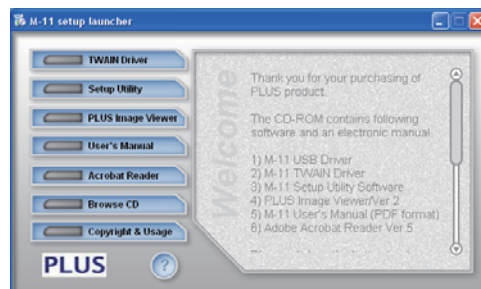 M-11 setup launcher
TWAIN Driver
Setup Utility
PLUS Image Viewer
User's Manual
Acrobat Reader
Browse CD
Copyright & Usage
PLUS
?
Welcome
Thank you for your purchasing of
PLUS product.
The CD-ROM contains following
software and an electronic manual
1) M-11 USB Driver
2) M-11 TWAIN Driver
3) M-11 Setup Utility Software
4) PLUS Image Viewer/Ver 2
5) M-11 User's Manual (PDF format)
6) Adobe Acrobat Reader Ver 5